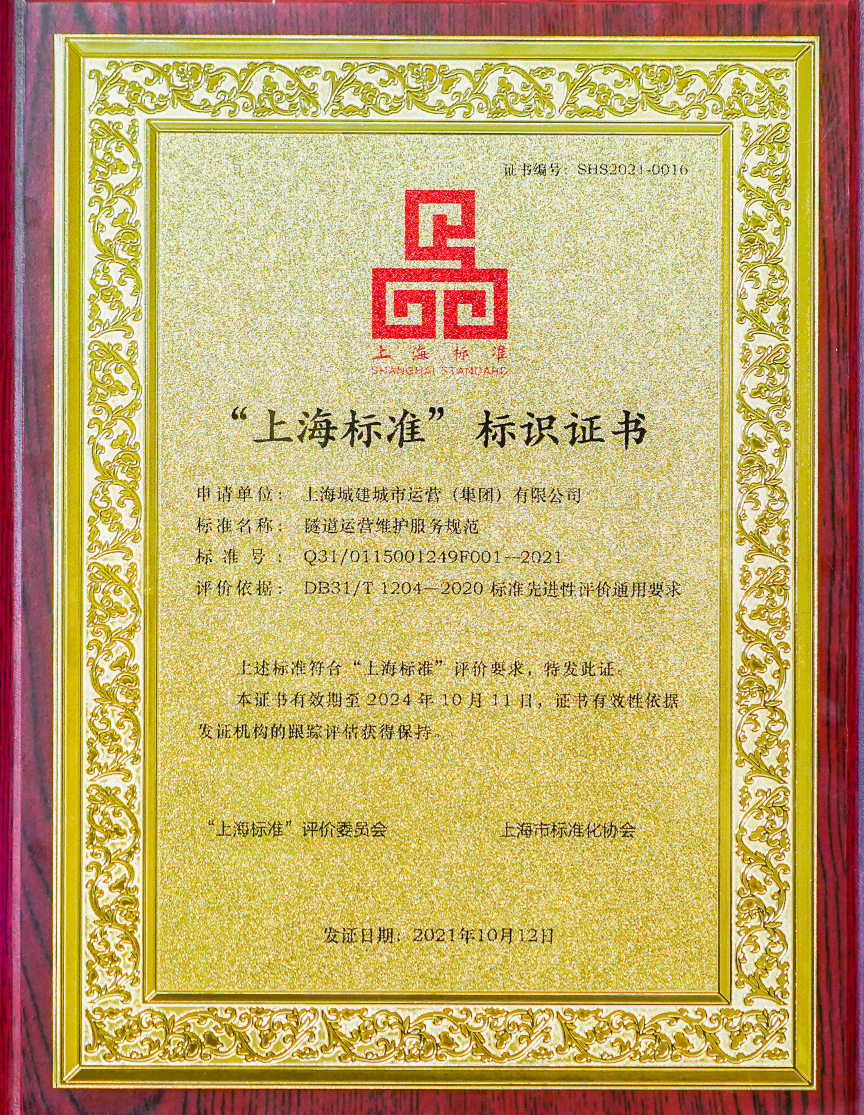 证书编号：SHS2021-0016
上海标准
SHANGHAI STANDARD
“上海标准”标识证书
申请单位：上海城建城市运营（集团）有限公司
标准名称：隧道运营维护服务规范
标准号：Q31/0115001249F001—2021
评价依据：DB31/T 1204—2020 标准先进性评价通用要求
上述标准符合“上海标准”评价要求，特发此证。
本证书有效期至 2024 年 10 月 11 日，证书有效性依据
发证机构的跟踪评估获得保持。
“上海标准”评价委员会 上海市标准化协会
发证日期：2021年10月12日